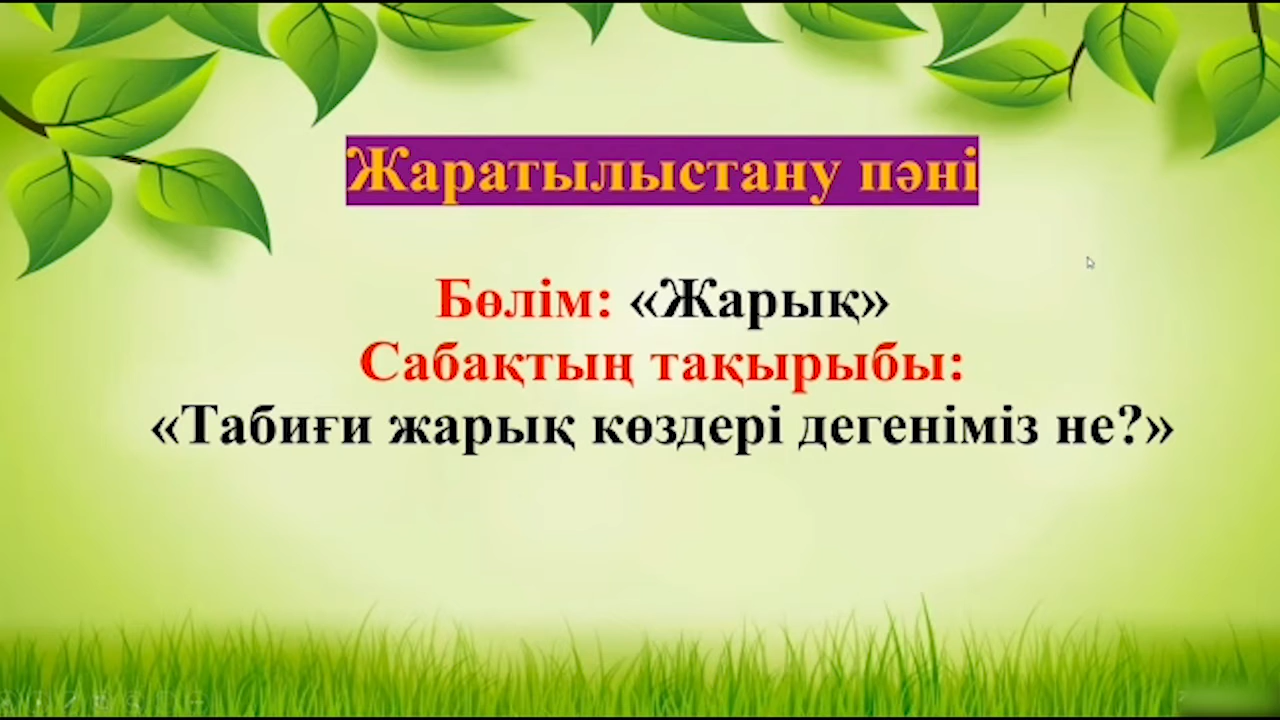 Жаратылыстану пәні
Бөлім: «Жарық»
Сабақтың тақырыбы:
«Табиғи жарық көздері дегеніміз не?»